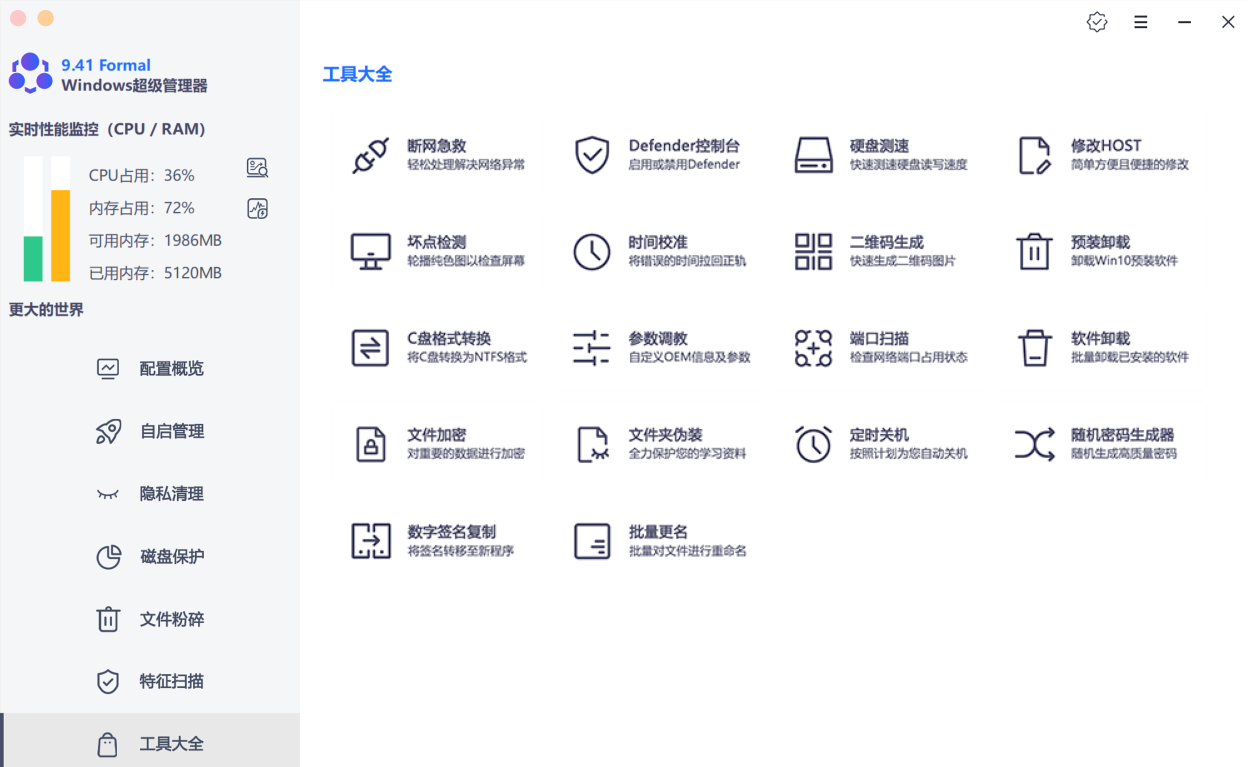 9.41 Formal
Windows超级管理器
实时性能监控（CPU / RAM）
CPU占用：36%
内存占用：72%
可用内存：1986MB
已用内存：5120MB
更大的世界
配置概览
自启管理
隐私清理
磁盘保护
文件粉碎
特征扫描
工具大全
工具大全
断网急救
轻松处理解决网络异常
Defender控制台
启用或禁用Defender
硬盘测速
快速测速硬盘读写速度
修改HOST
简单方便且便捷的修改
坏点检测
轮播纯色图以检查屏幕
时间校准
将错误的时间拉回正轨
二维码生成
快速生成二维码图片
预装卸载
卸载Win10预装软件
C盘格式转换
将C盘转换为NTFS格式
参数调教
自定义OEM信息及参数
端口扫描
检查网络端口占用状态
软件卸载
批量卸载已安装的软件
文件加密
对重要的数据进行加密
文件夹伪装
全力保护您的学习资料
定时关机
按照计划为您自动关机
随机密码生成器
随机生成高质量密码
数字签名复制
将签名转移至新程序
批量更名
批量对文件进行重命名